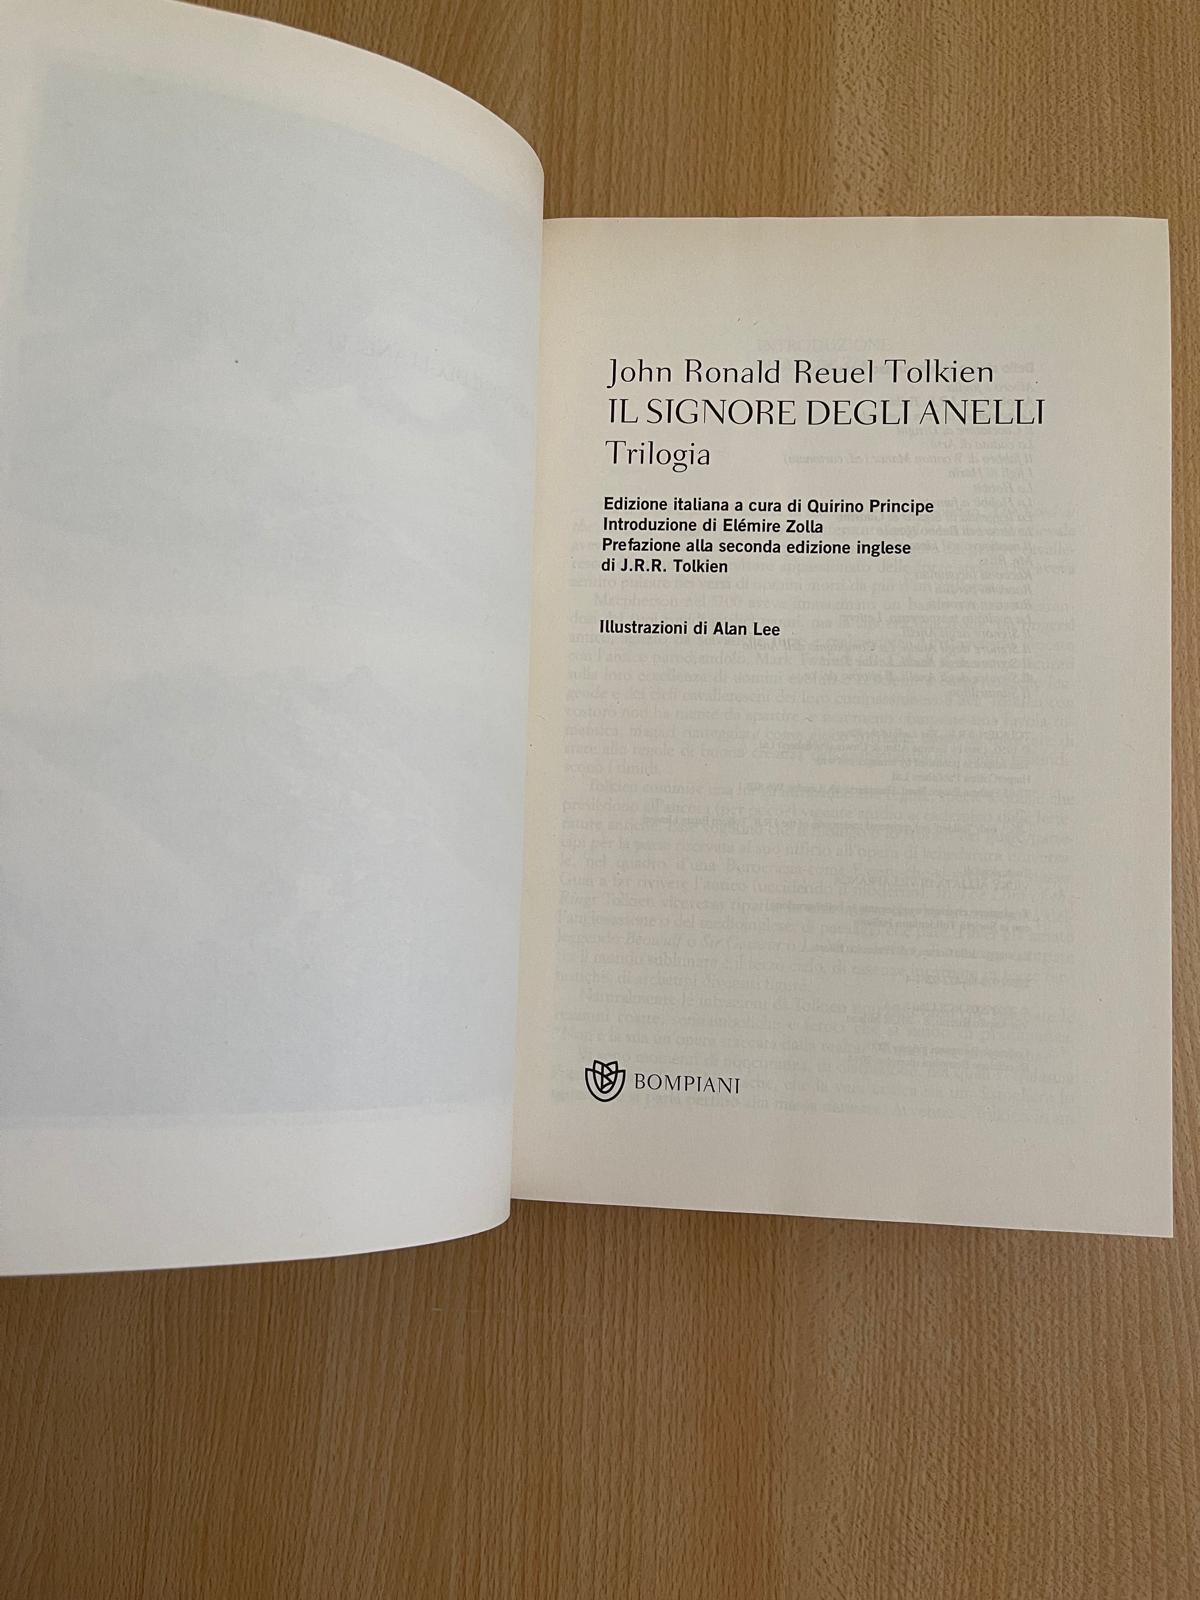 John Ronald Reuel Tolkien
IL SIGNORE DEGLI ANELLI
Trilogia
Edizione italiana a cura di Quirino Principe
Introduzione di Elémire Zolla
Prefazione alla seconda edizione inglese
di J.R.R. Tolkien
Illustrazioni di Alan Lee
BOMPIANI